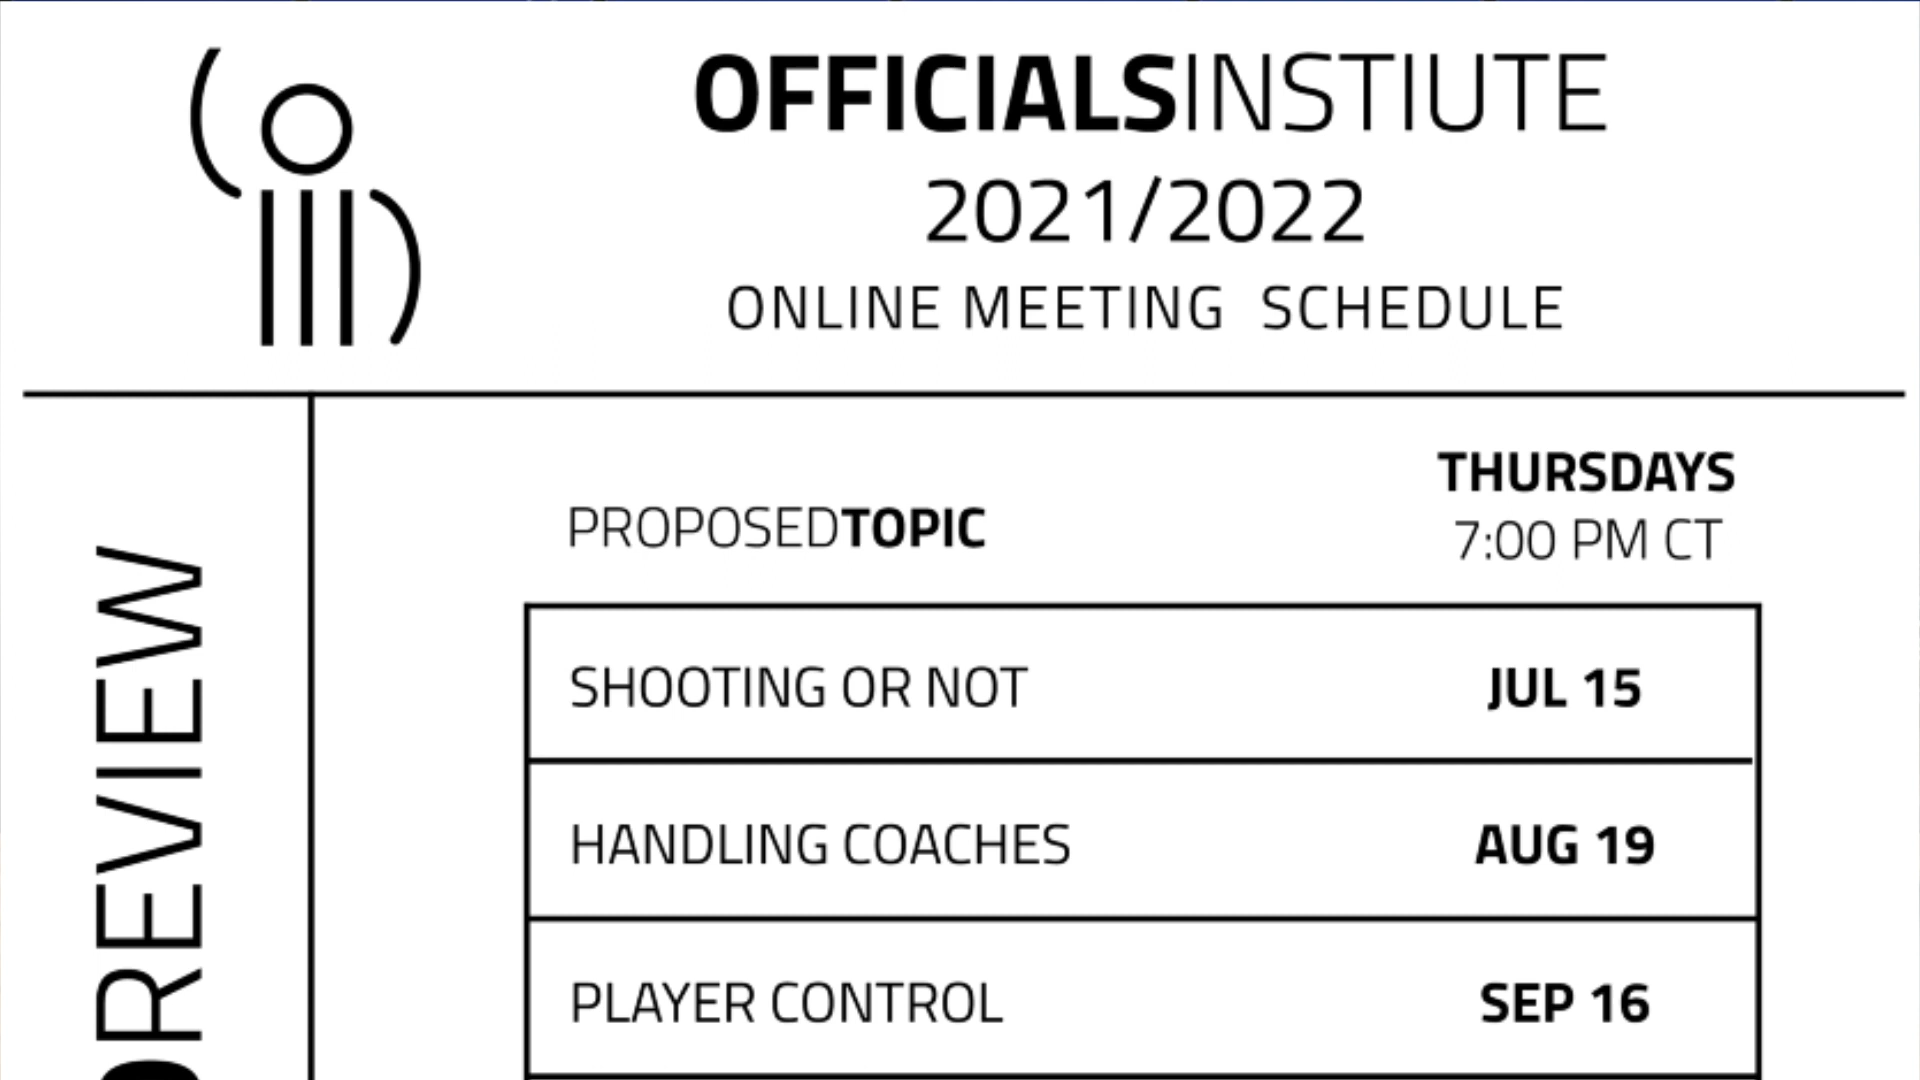 OFFICIALSINSTIUTE
2021/2022
ONLINE MEETING SCHEDULE
THURSDAYS
7:00 PM CT
PROPOSEDTOPIC
SHOOTING OR NOT JUL 15
HANDLING COACHES AUG 19
PLAYER CONTROL SEP 16
REVIEW